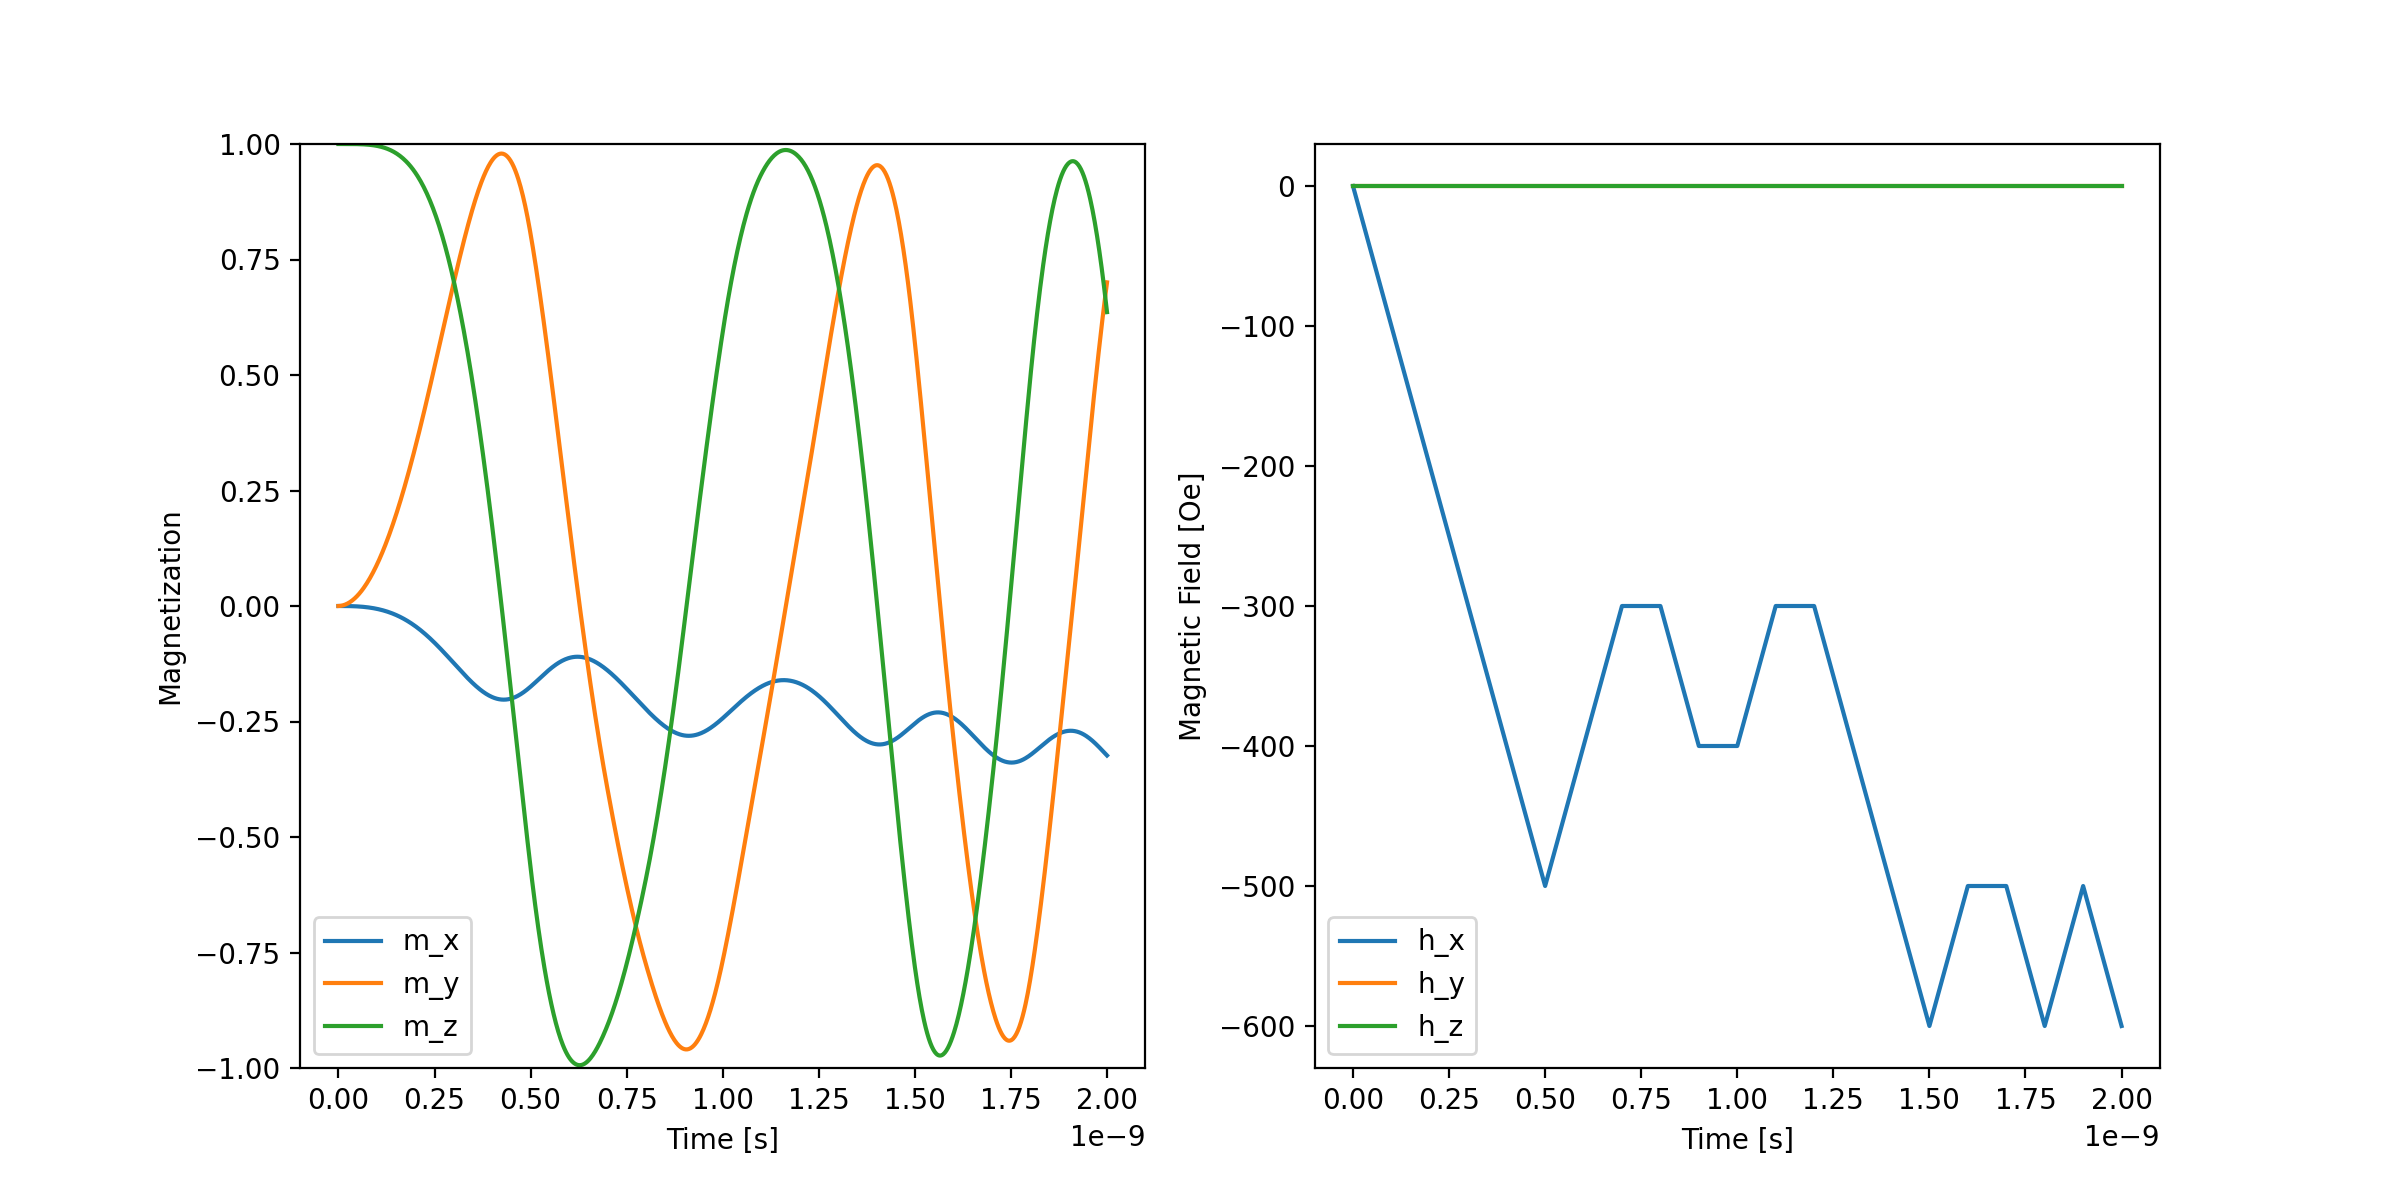 Magnetization
1.00
0.75
0.50
0.25
0.00
−0.25
−0.50
−0.75
−1.00
m_x
m_y
m_z
0.00 0.25 0.50 0.75 1.00 1.25 1.50 1.75 2.00
Time [s]
1e−9
Magnetic Field [Oe]
0
−100
−200
−300
−400
−500
−600
h_x
h_y
h_z
0.00 0.25 0.50 0.75 1.00 1.25 1.50 1.75 2.00
Time [s]
1e−9